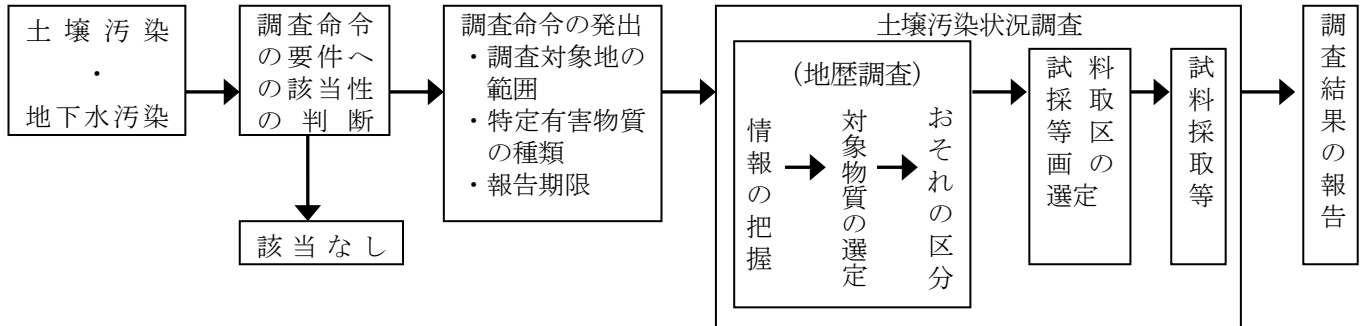 土壌汚染
・
地下水汚染
調査命令
の要件へ
の該当性
の判断
該当なし
調査命令の発出
・調査対象地の
範囲
・特定有害物質
の種類
・報告期限
土壌汚染状況調査
(地歴調査)
情報の把握
対象物質の選定
おそれの区分
試料
採取
等区
画の
選定
試料採取等
調査結果の報告